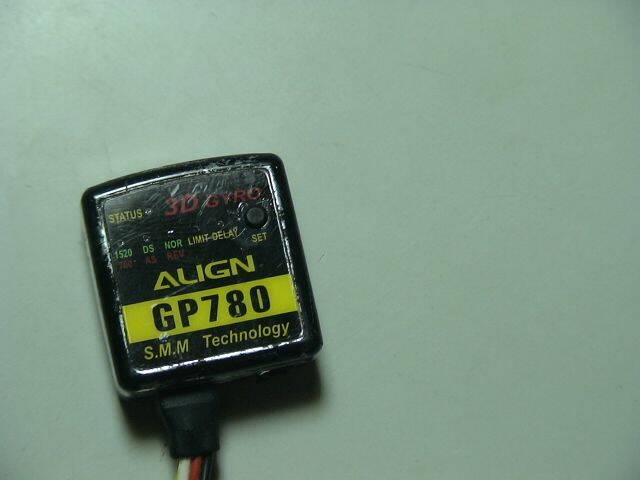 3D GYRO
STATUS
1520 DS NOR LIMIT DELAY
760 AS REV SET
ALIGN
GP780
S.M.M Technology